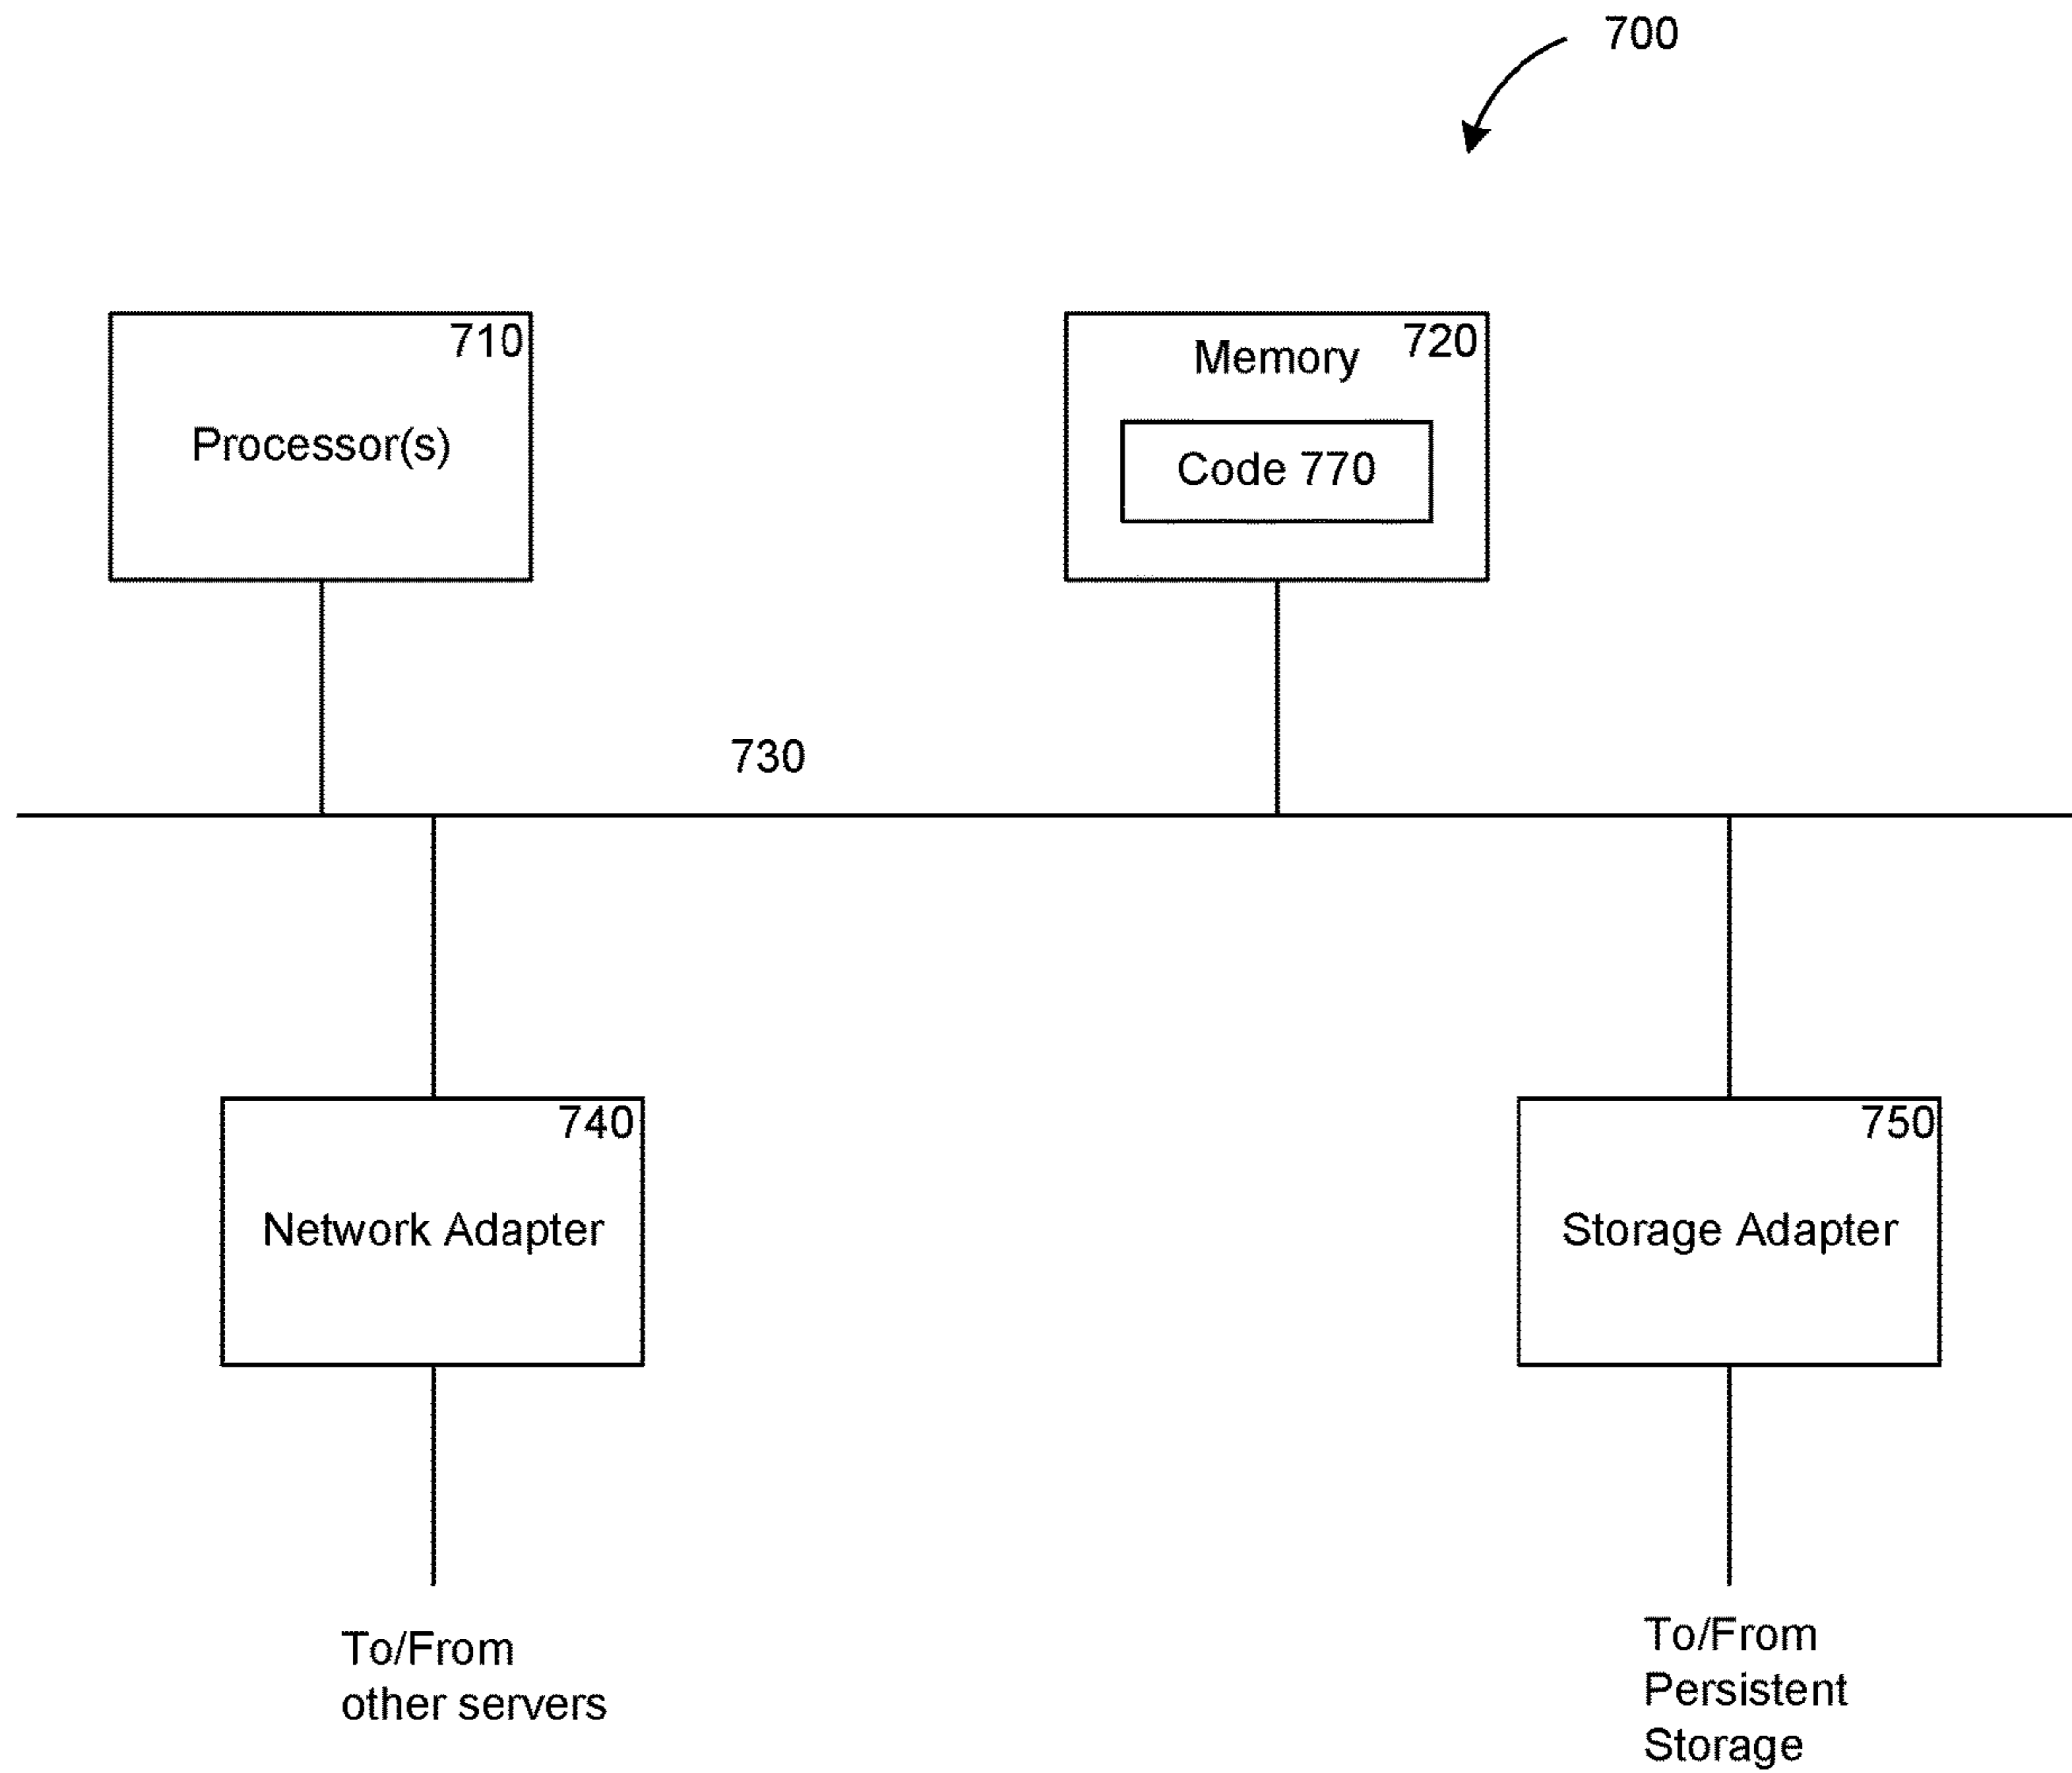 700
710
Processor(s)
720
Memory
Code 770
730
740
Network Adapter
750
Storage Adapter
To/From
other servers
To/From
Persistent
Storage